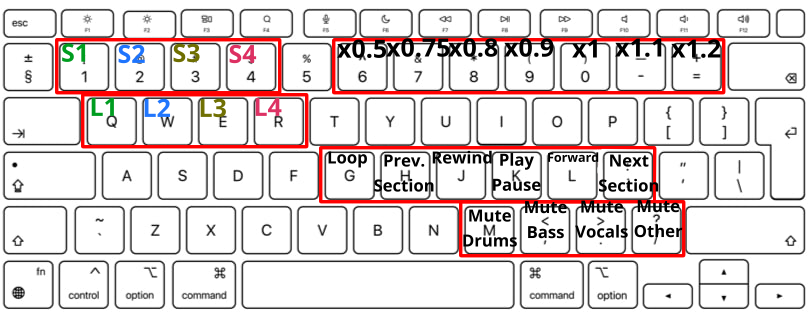 esc F1 F2 F3 F4 F5 F6 F7 F8 F9 F10 F11 F12
± § S1 1 S2 2 S3 3 S4 4 % 5 x0.5 6 x0.75 & 7 x0.8 8 x0.9 9 x1 0 x1.1 - x1.2 =
L1 Q L2 W L3 E L4 R T Y U I O P { [ } ]
A S D F Loop G Prev. Section H Rewind J Play Pause K Forward L Next Section " ' | \
~ ` Z X C V B N Mute Drums M Mute Bass < , Mute Vocals > . Mute Other ? /
fn control option command command option